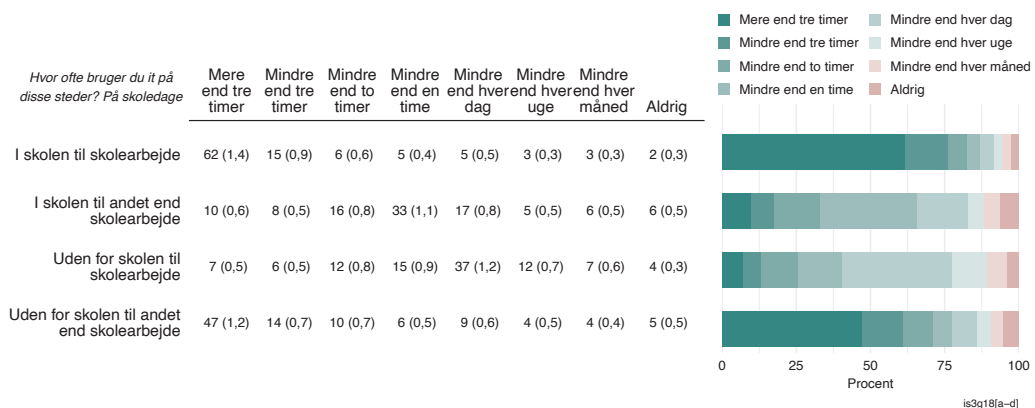 Mere end tre timer
Mindre end hver dag
Mindre end tre timer
Mindre end hver uge
Mindre end to timer
Mindre end hver måned
Mindre end en time
Aldrig
Hvor ofte bruger du it på
disse steder? På skoledage
Mere
end tre
timer
Mindre
end tre
timer
Mindre
end to
timer
Mindre
end en
time
Mindre
end hver
dag
Mindre
end hver
uge
Mindre
end hver
måned
Aldrig
I skolen til skolearbejde 62 (1,4) 15 (0,9) 6 (0,6) 5 (0,4) 5 (0,5) 3 (0,3) 3 (0,3) 2 (0,3)
I skolen til andet end
skolearbejde
10 (0,6) 8 (0,5) 16 (0,8) 33 (1,1) 17 (0,8) 5 (0,5) 6 (0,5) 6 (0,5)
Uden for skolen til
skolearbejde
7 (0,5) 6 (0,5) 12 (0,8) 15 (0,9) 37 (1,2) 12 (0,7) 7 (0,6) 4 (0,3)
Uden for skolen til andet
end skolearbejde
47 (1,2) 14 (0,7) 10 (0,7) 6 (0,5) 9 (0,6) 4 (0,5) 4 (0,4) 5 (0,5)
0 25 50 75 100
Procent
is3g18[a–d]